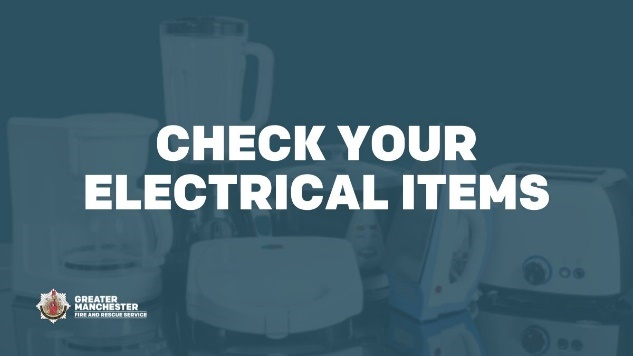 CHECK YOUR
ELECTRICAL ITEMS
GREATER
MANCHESTER
FIRE AND RESCUE SERVICE